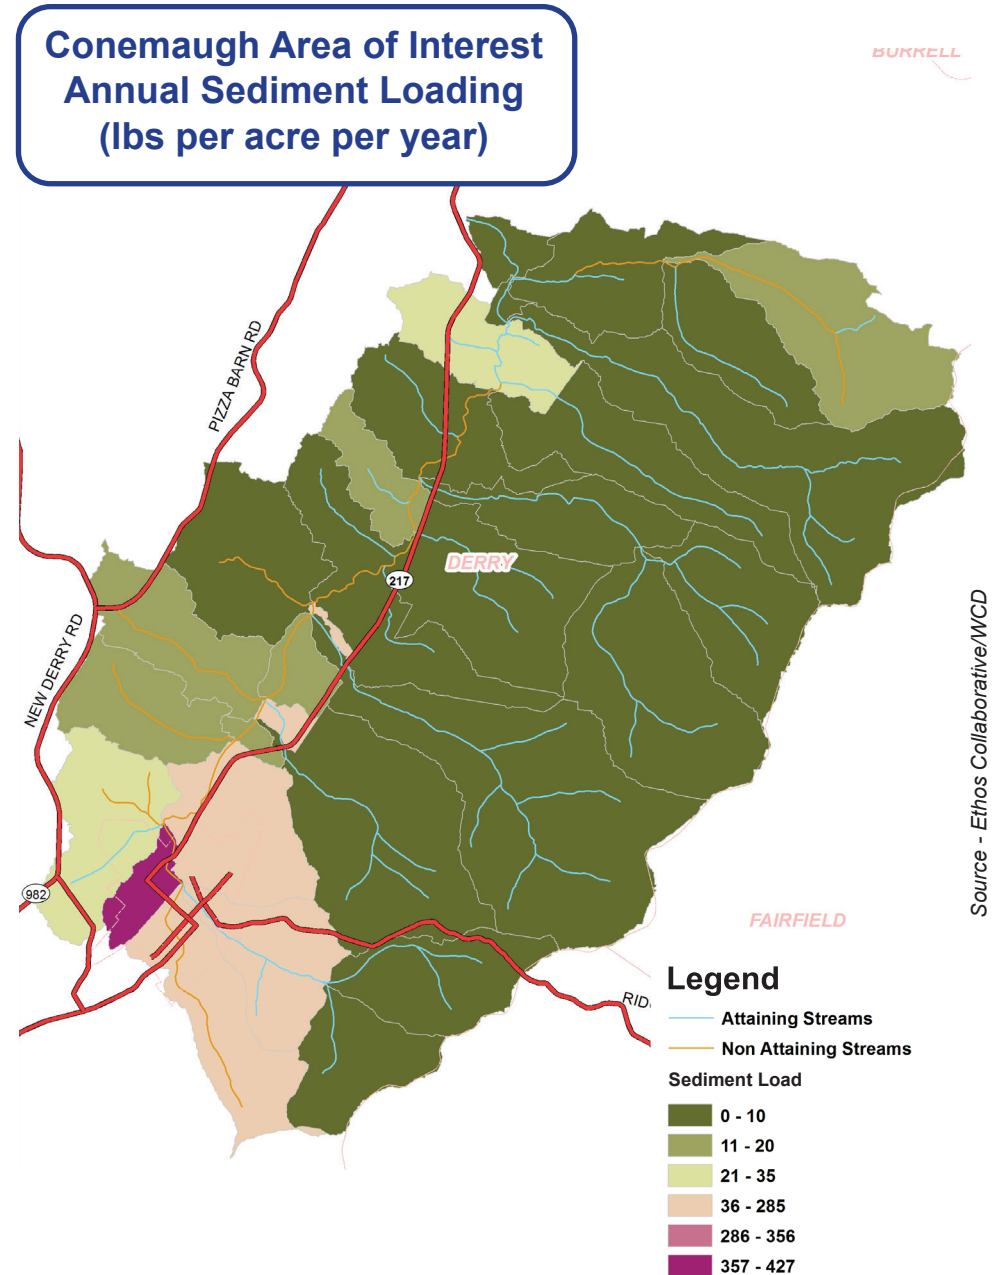 Conemaugh Area of Interest
Annual Sediment Loading
(lbs per acre per year)
BURRELL
PIZZA BARN RD
DERRY
217
NEW DERRY RD
982
FAIRFIELD
Source - Ethos Collaborative/WCD
RID
Legend
Attaining Streams
Non Attaining Streams
Sediment Load
0 - 10
11 - 20
21 - 35
36 - 285
286 - 356
357 - 427